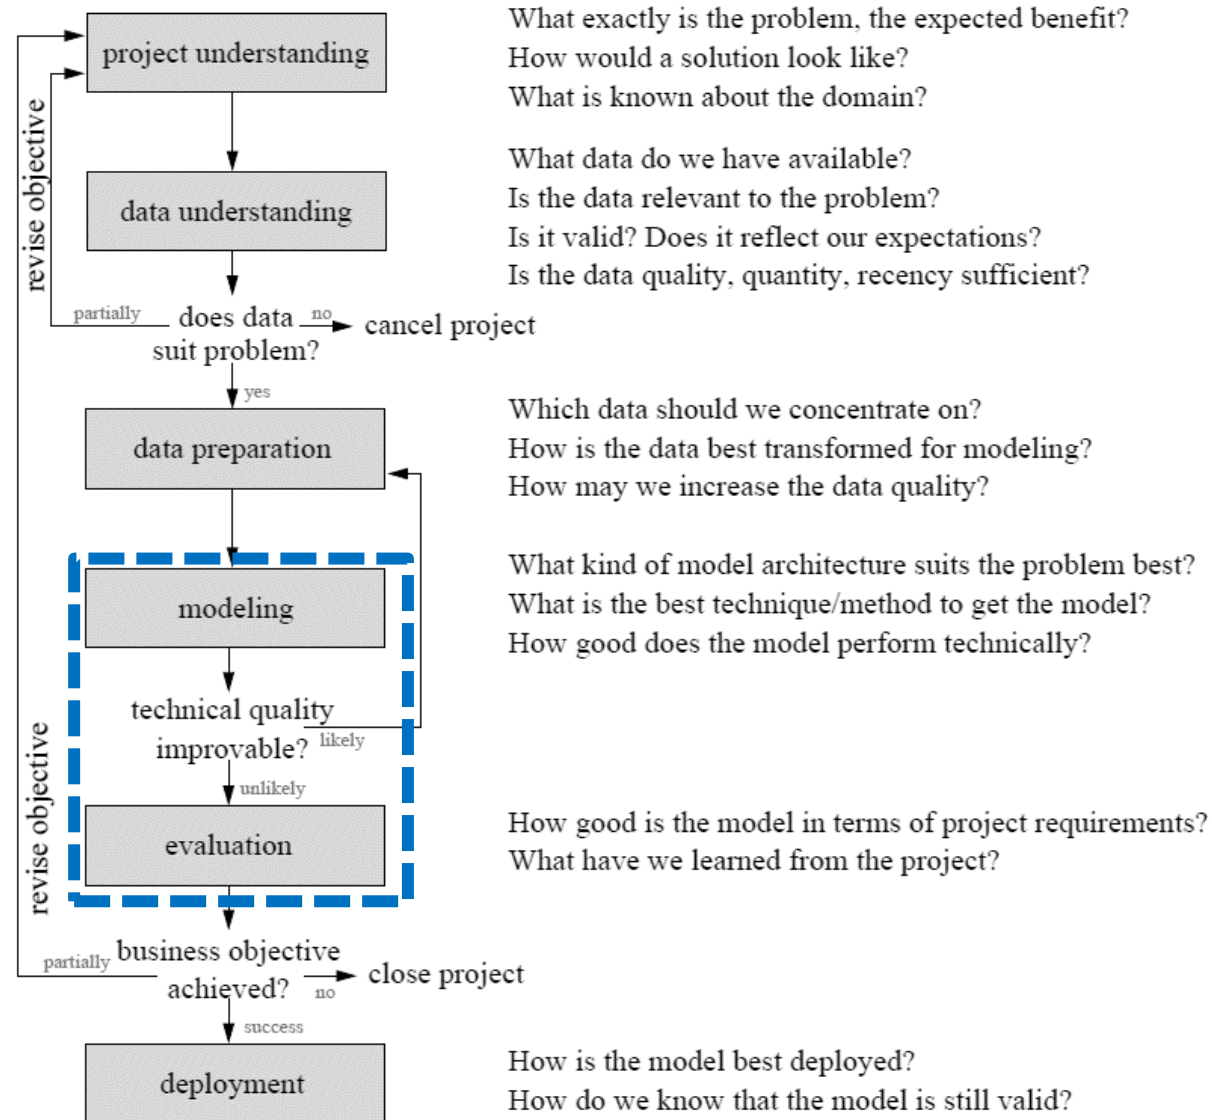 project understanding
What exactly is the problem, the expected benefit?
How would a solution look like?
What is known about the domain?
revise objective
data understanding
What data do we have available?
Is the data relevant to the problem?
Is it valid? Does it reflect our expectations?
Is the data quality, quantity, recency sufficient?
partially
does data
suit problem?
no
cancel project
yes
data preparation
Which data should we concentrate on?
How is the data best transformed for modeling?
How may we increase the data quality?
modeling
What kind of model architecture suits the problem best?
What is the best technique/method to get the model?
How good does the model perform technically?
technical quality
improvable?
likely
unlikely
revise objective
evaluation
How good is the model in terms of project requirements?
What have we learned from the project?
partially
business objective
achieved?
no
close project
success
deployment
How is the model best deployed?
How do we know that the model is still valid?